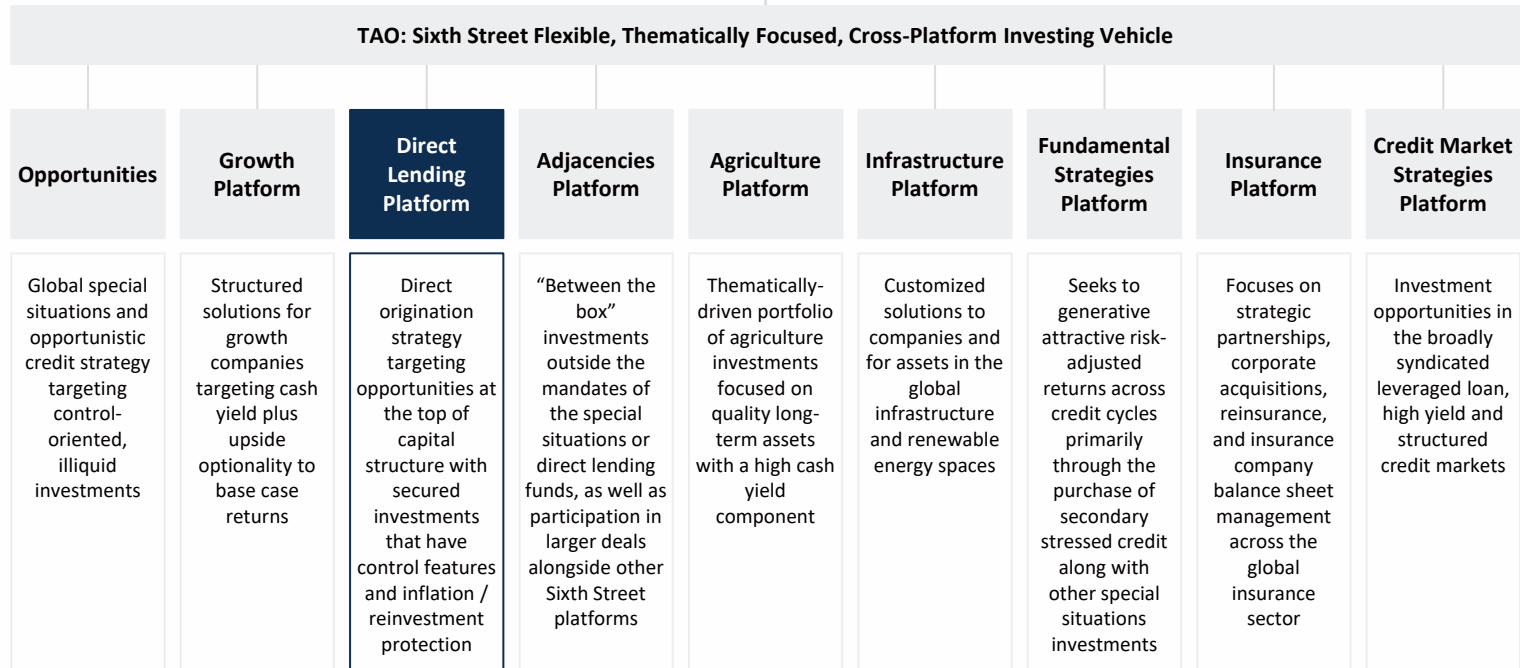 TAO: Sixth Street Flexible, Thematically Focused, Cross-Platform Investing Vehicle
Opportunities
Global special
situations and
opportunistic
credit strategy
targeting
control-
oriented,
illiquid
investments
Growth
Platform
Structured
solutions for
growth
companies
targeting cash
yield plus
upside
optionality to
base case
returns
Direct
Lending
Platform
Direct
origination
strategy
targeting
opportunities at
the top of
capital
structure with
secured
investments
that have
control features
and inflation /
reinvestment
protection
Adjacencies
Platform
“Between the
box”
investments
outside the
mandates of
the special
situations or
direct lending
funds, as well as
participation in
larger deals
alongside other
Sixth Street
platforms
Agriculture
Platform
Thematically-
driven portfolio
of agriculture
investments
focused on
quality long-
term assets
with a high cash
yield
component
Infrastructure
Platform
Customized
solutions to
companies and
for assets in the
global
infrastructure
and renewable
energy spaces
Fundamental
Strategies
Platform
Seeks to
generative
attractive risk-
adjusted
returns across
credit cycles
primarily
through the
purchase of
secondary
stressed credit
along with
other special
situations
investments
Insurance
Platform
Focuses on
strategic
partnerships,
corporate
acquisitions,
reinsurance,
and insurance
company
balance sheet
management
across the
global
insurance
sector
Credit Market
Strategies
Platform
Investment
opportunities in
the broadly
syndicated
leveraged loan,
high yield and
structured
credit markets